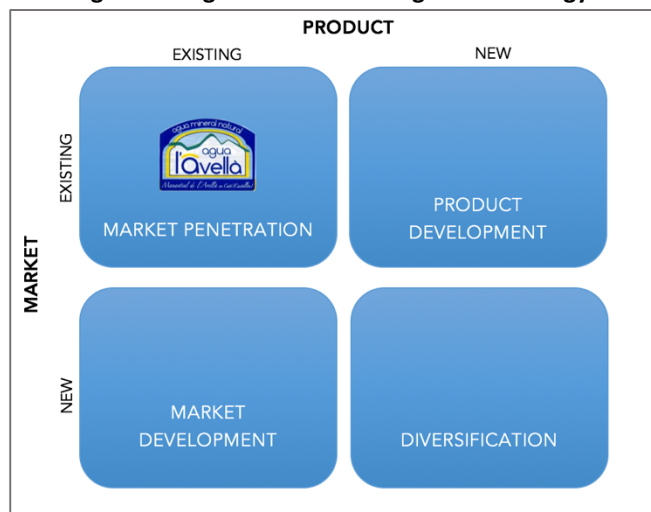 PRODUCT
EXISTING
NEW
MARKET
EXISTING
agua mineral natural
agua
l'avellà
MARKET PENETRATION
PRODUCT
DEVELOPMENT
NEW
MARKET
DEVELOPMENT
DIVERSIFICATION